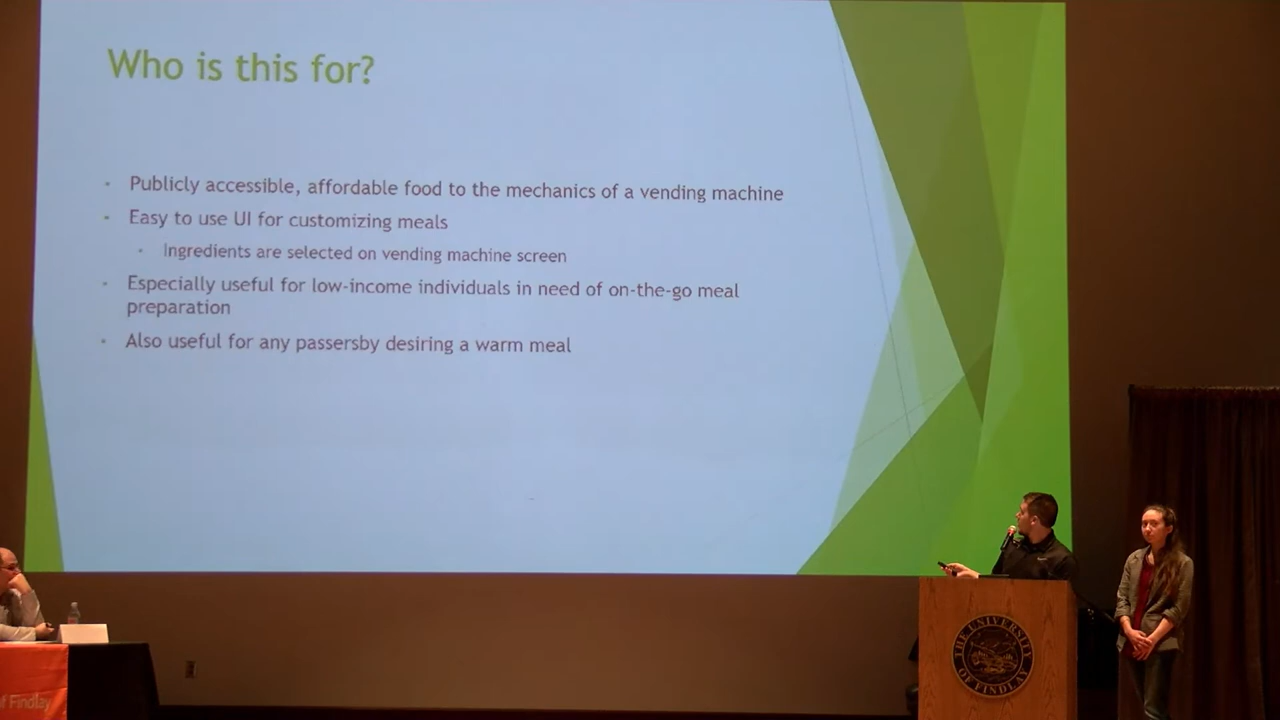 Who is this for?
Publicly accessible, affordable food to the mechanics of a vending machine
Easy to use UI for customizing meals
Ingredients are selected on vending machine screen
Especially useful for low-income individuals in need of on-the-go meal
preparation
Also useful for any passersby desiring a warm meal
THE UNIVERSITY
OF FINDLAY
f Findlay